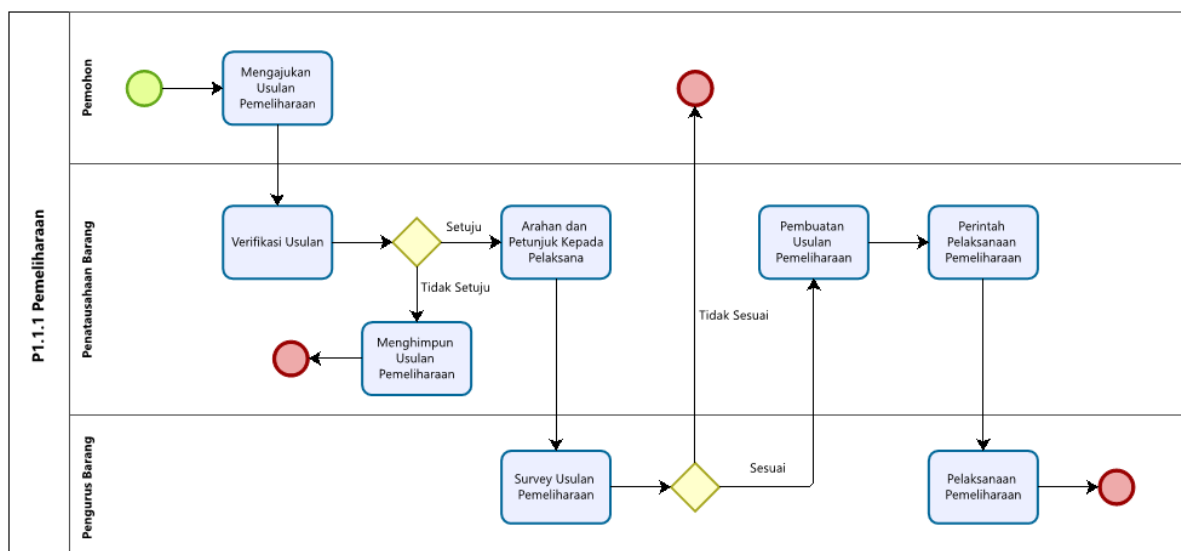 P1.1.1 Pemeliharaan
Pemohon
Mengajukan
Usulan
Pemeliharaan
Penatausahaan Barang
Verifikasi Usulan
Setuju
Tidak Setuju
Arahan dan
Petunjuk Kepada
Pelaksana
Menghimpun
Usulan
Pemeliharaan
Tidak Sesuai
Pembuatan
Usulan
Pemeliharaan
Perintah
Pelaksanaan
Pemeliharaan
Pengurus Barang
Survey Usulan
Pemeliharaan
Sesuai
Pelaksanaan
Pemeliharaan